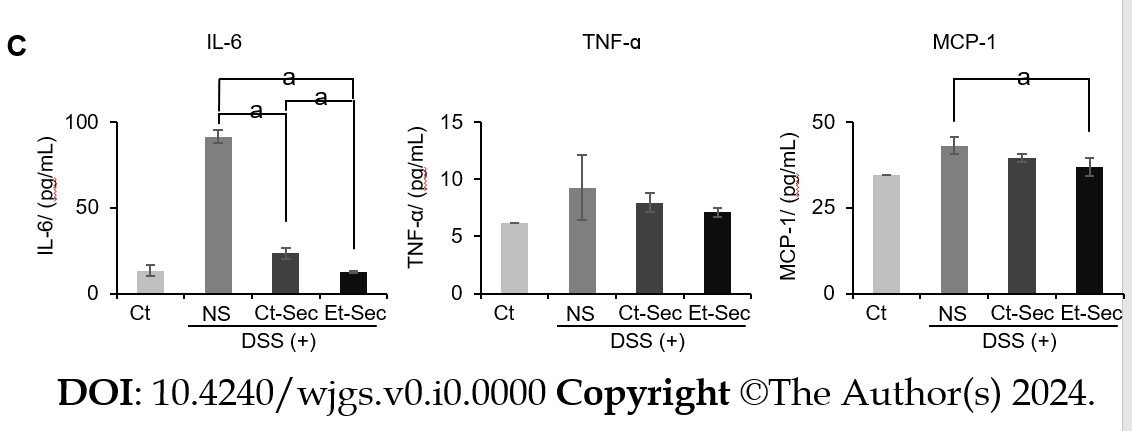 C
IL-6
TNF-α
MCP-1
a
a
a
a
100
50
0
IL-6/ (pg/mL)
Ct
NS
Ct-Sec
Et-Sec
DSS (+)
15
10
5
0
TNF-α/ (pg/mL)
Ct
NS
Ct-Sec
Et-Sec
DSS (+)
50
25
0
MCP-1/ (pg/mL)
Ct
NS
Ct-Sec
Et-Sec
DSS (+)
DOI: 10.4240/wjgs.v0.i0.0000 Copyright ©The Author(s) 2024.